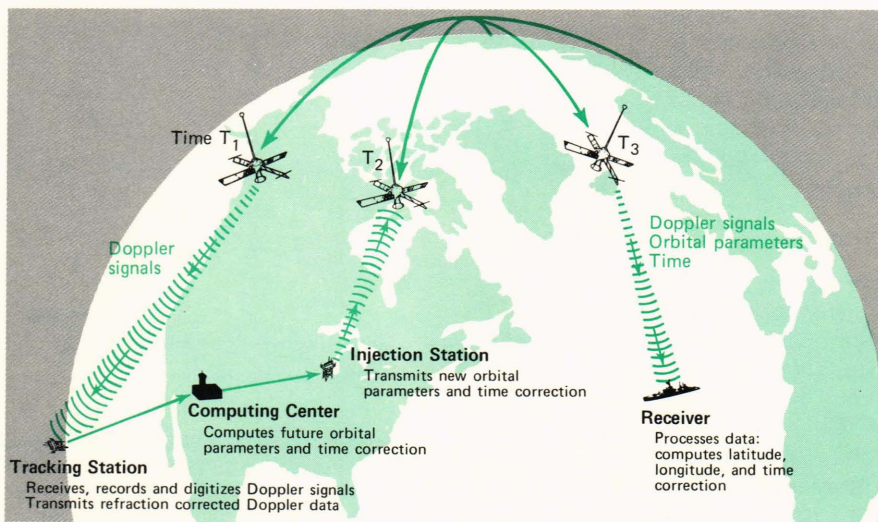 Time T1
T2
T3
Doppler
signals
Doppler signals
Orbital parameters
Time
Injection Station
Transmits new orbital
parameters and time correction
Computing Center
Computes future orbital
parameters and time correction
Receiver
Processes data:
computes latitude,
longitude, and time
correction
Tracking Station
Receives, records and digitizes Doppler signals
Transmits refraction corrected Doppler data